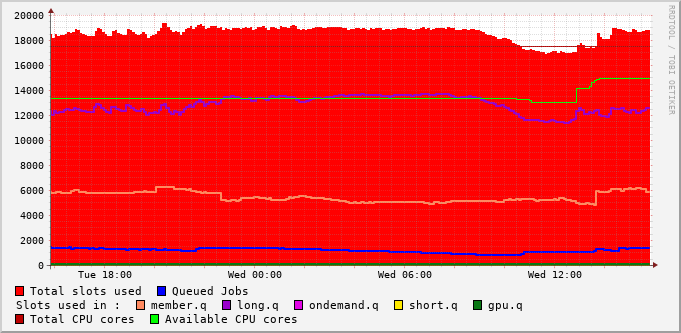 20000
18000
16000
14000
12000
10000
8000
6000
4000
2000
0
Tue 18:00 Wed 00:00 Wed 06:00 Wed 12:00
RRDTOOL / TOBI OETIKER
Total slots used Queued Jobs
Slots used in : member.q long.q ondemand.q short.q gpu.q
Total CPU cores Available CPU cores